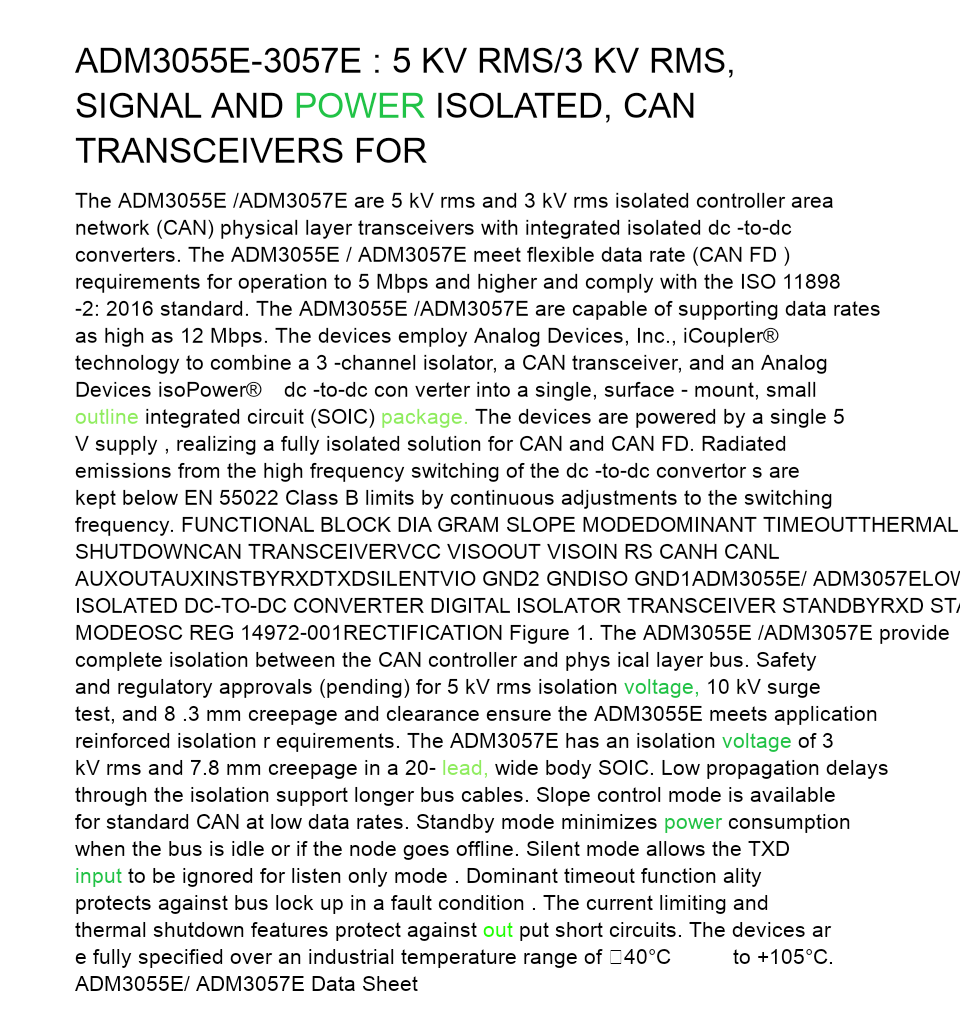 ADM3055E-3057E : 5 KV RMS/3 KV RMS,
SIGNAL AND POWER ISOLATED, CAN
TRANSCEIVERS FOR
The ADM3055E /ADM3057E are 5 kV rms and 3 kV rms isolated controller area
network (CAN) physical layer transceivers with integrated isolated dc -to-dc
converters. The ADM3055E / ADM3057E meet flexible data rate (CAN FD )
requirements for operation to 5 Mbps and higher and comply with the ISO 11898
-2: 2016 standard. The ADM3055E /ADM3057E are capable of supporting data rates
as high as 12 Mbps. The devices employ Analog Devices, Inc., iCoupler®
technology to combine a 3 -channel isolator, a CAN transceiver, and an Analog
Devices isoPower® dc -to-dc con verter into a single, surface - mount, small
outline integrated circuit (SOIC) package. The devices are powered by a single 5
V supply , realizing a fully isolated solution for CAN and CAN FD. Radiated
emissions from the high frequency switching of the dc -to-dc convertor s are
kept below EN 55022 Class B limits by continuous adjustments to the switching
frequency. FUNCTIONAL BLOCK DIA GRAM SLOPE MODEDOMINANT TIMEOUTTHERMAL
SHUTDOWNCAN TRANSCEIVERVCC VISOOUT VISOIN RS CANH CANL
AUXOUTAUXINSTBYRXDTXDSILENTVIO GND2 GNDISO GND1ADM3055E/ ADM3057ELOW
ISOLATED DC-TO-DC CONVERTER DIGITAL ISOLATOR TRANSCEIVER STANDBYRXD STA
MODEOSC REG 14972-001RECTIFICATION Figure 1. The ADM3055E /ADM3057E provide
complete isolation between the CAN controller and phys ical layer bus. Safety
and regulatory approvals (pending) for 5 kV rms isolation voltage, 10 kV surge
test, and 8 .3 mm creepage and clearance ensure the ADM3055E meets application
reinforced isolation r equirements. The ADM3057E has an isolation voltage of 3
kV rms and 7.8 mm creepage in a 20- lead, wide body SOIC. Low propagation delays
through the isolation support longer bus cables. Slope control mode is available
for standard CAN at low data rates. Standby mode minimizes power consumption
when the bus is idle or if the node goes offline. Silent mode allows the TXD
input to be ignored for listen only mode . Dominant timeout function ality
protects against bus lock up in a fault condition . The current limiting and
thermal shutdown features protect against out put short circuits. The devices ar
e fully specified over an industrial temperature range of 40°C to +105°C.
ADM3055E/ ADM3057E Data Sheet